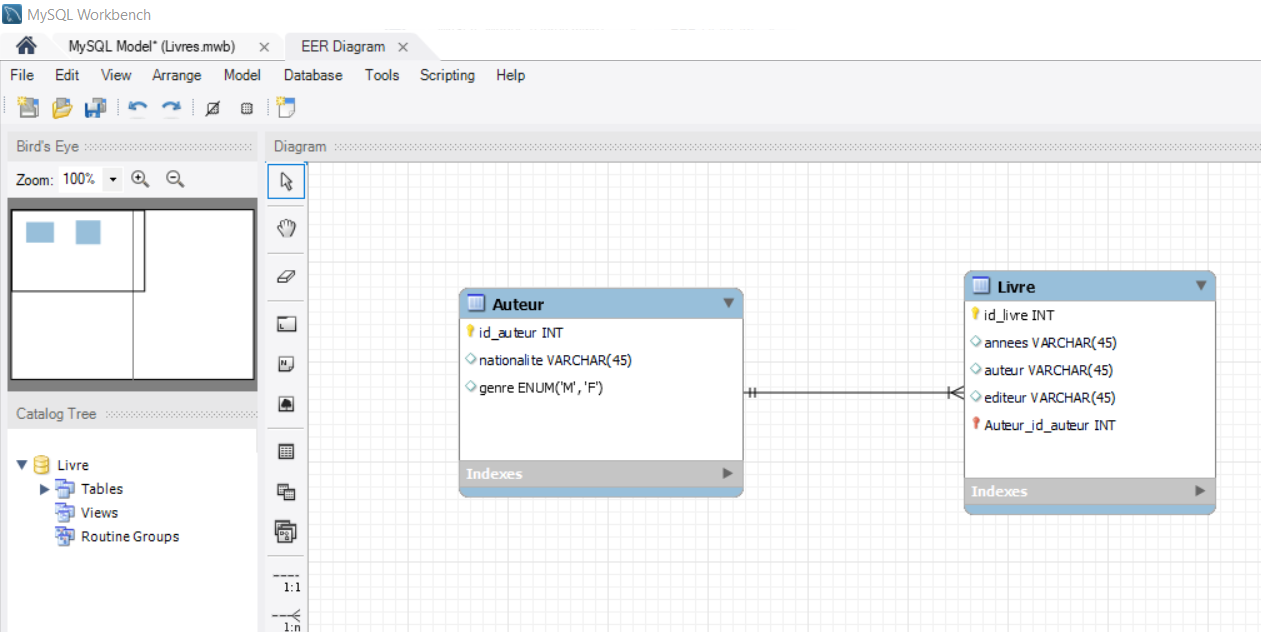 MySQL Workbench
MySQL Model* (Livres.mwb)
EER Diagram
File Edit View Arrange Model Database Tools Scripting Help
Bird's Eye
Diagram
Zoom: 100%
Auteur
id_auteur INT
nationalite VARCHAR(45)
genre ENUM('M', 'F')
Indexes
Livre
id_livre INT
annees VARCHAR(45)
auteur VARCHAR(45)
editeur VARCHAR(45)
Auteur_id_auteur INT
Indexes
Catalog Tree
Livre
Tables
Views
Routine Groups
1:1
1:n